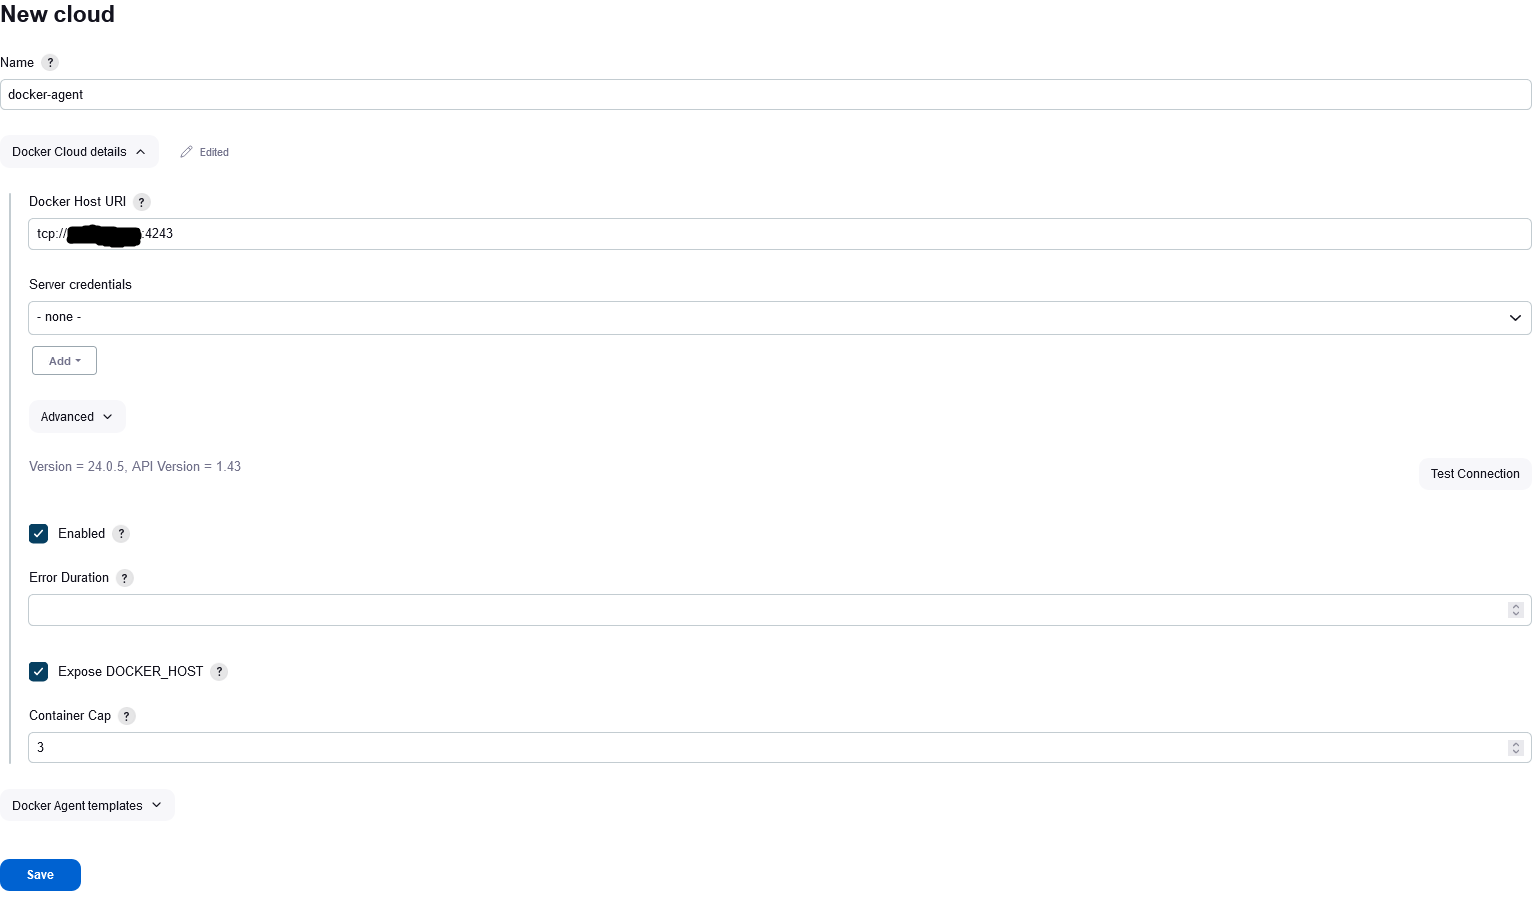 New cloud
Name ?
docker-agent
Docker Cloud details Edited
Docker Host URI ?
tcp:// :4243
Server credentials
- none -
Add
Advanced
Version = 24.0.5, API Version = 1.43
Test Connection
Enabled ?
Error Duration ?
Expose DOCKER_HOST ?
Container Cap ?
3
Docker Agent templates
Save